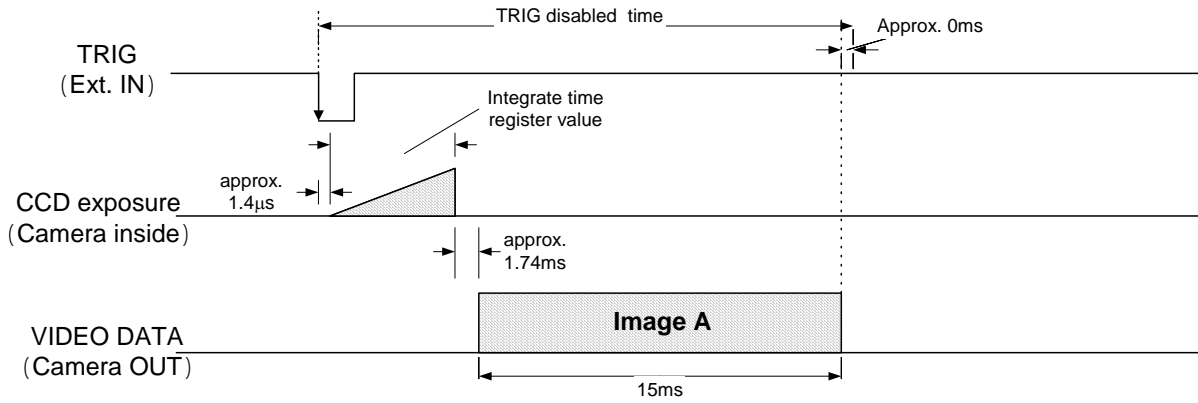 TRIG disabled time
Approx. 0ms
TRIG
(Ext. IN)
Integrate time
register value
approx.
1.4μs
CCD exposure
(Camera inside)
approx.
1.74ms
Image A
VIDEO DATA
(Camera OUT)
15ms